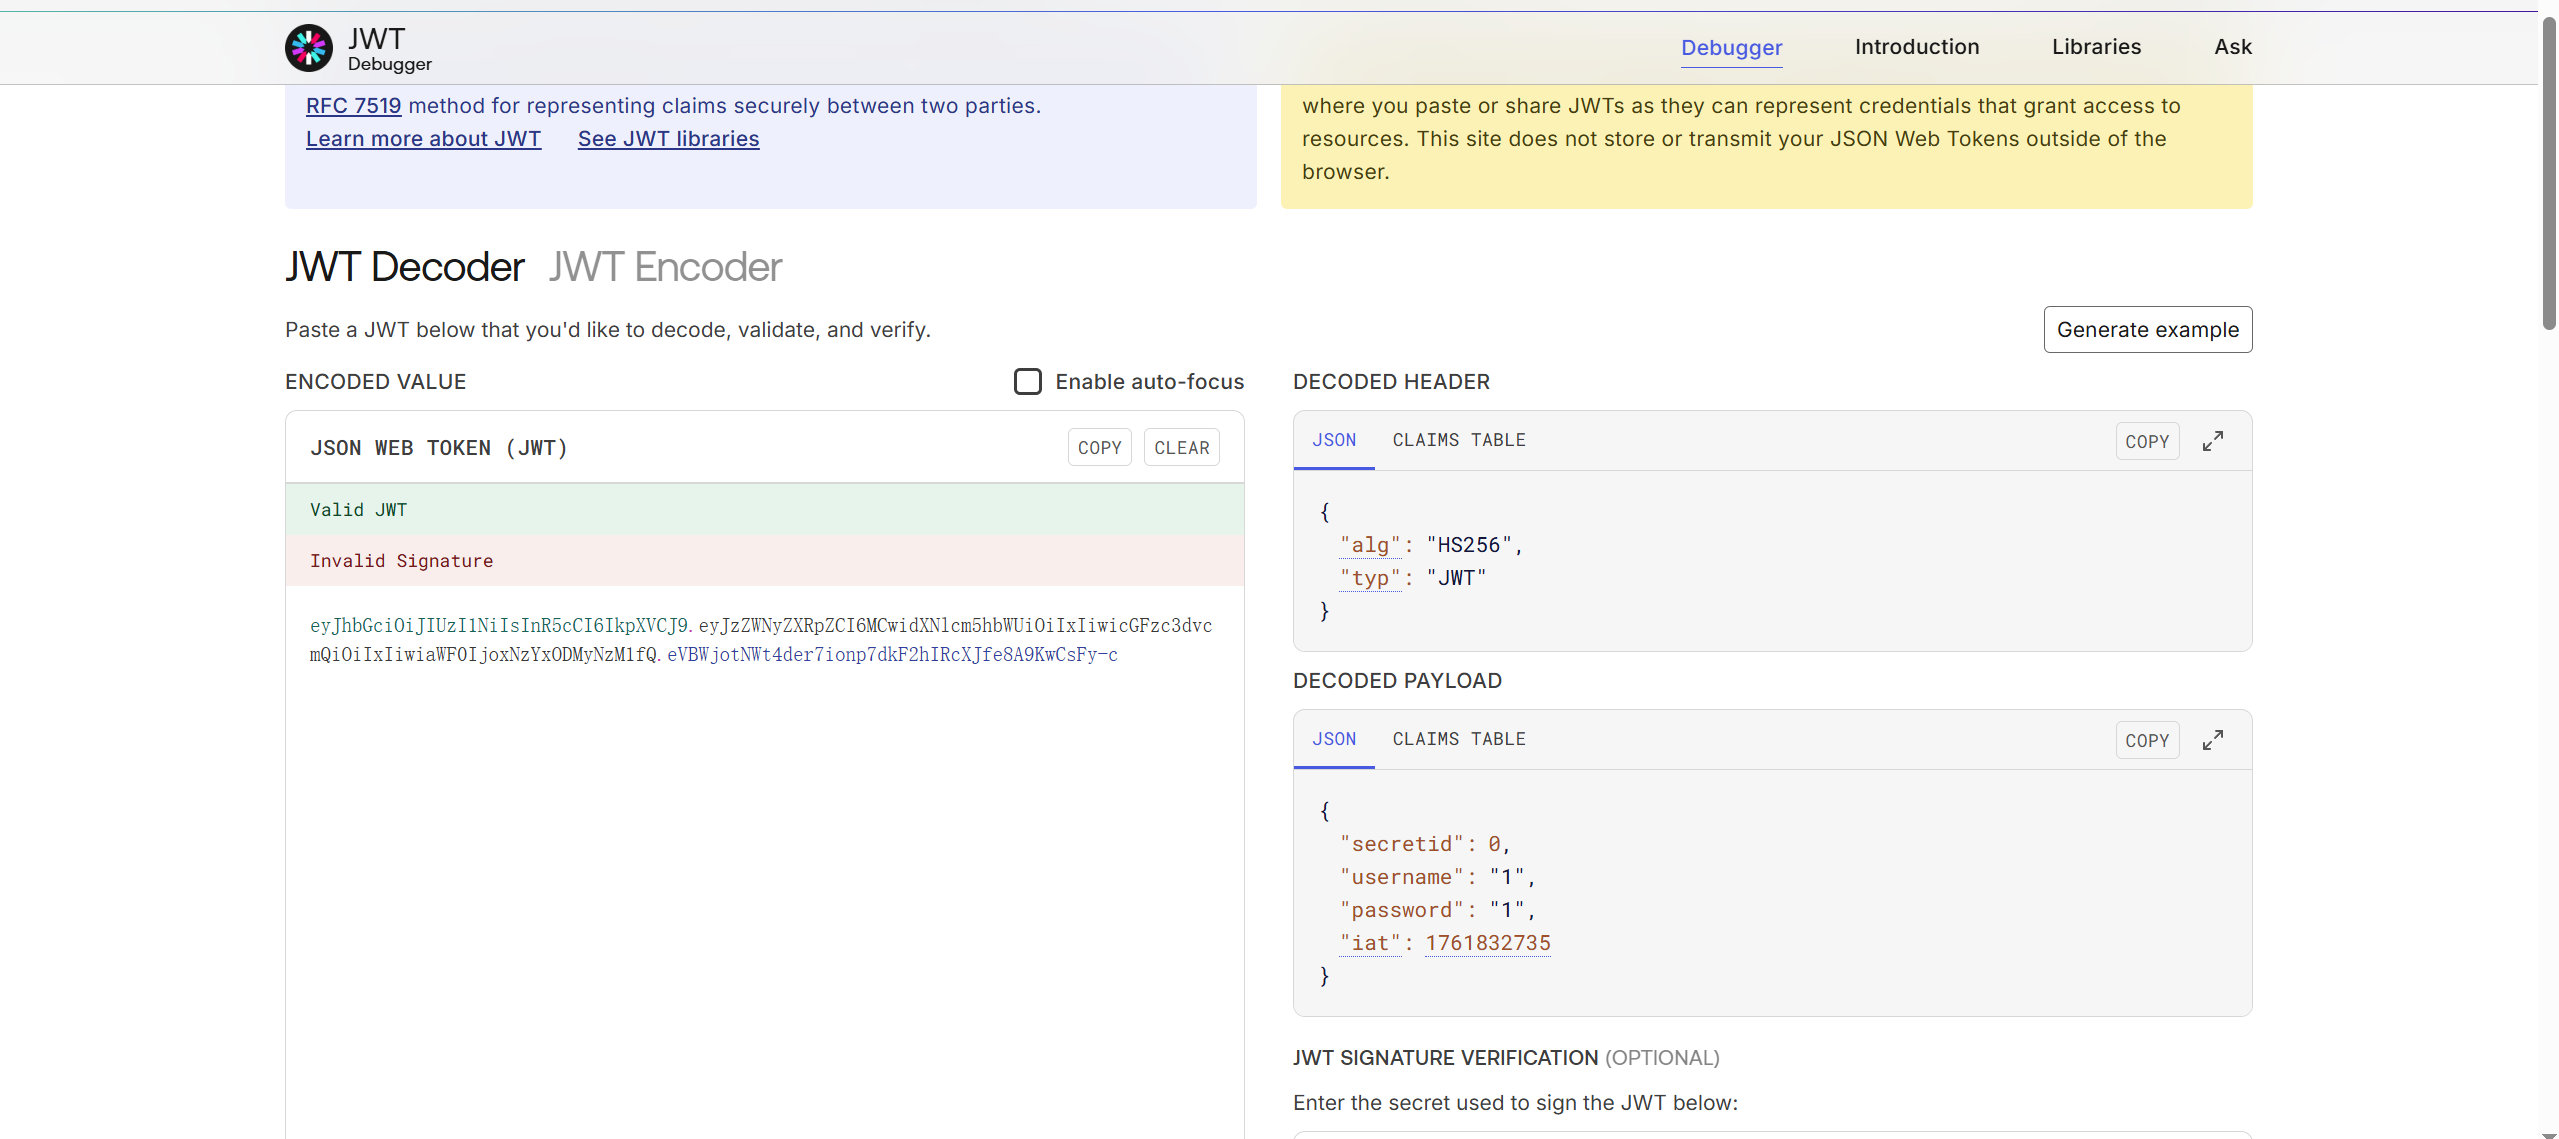 JWT
Debugger
Debugger
Introduction
Libraries
Ask
RFC 7519 method for representing claims securely between two parties.
Learn more about JWT See JWT libraries
where you paste or share JWTs as they can represent credentials that grant access to
resources. This site does not store or transmit your JSON Web Tokens outside of the
browser.
JWT Decoder JWT Encoder
Paste a JWT below that you'd like to decode, validate, and verify.
Generate example
ENCODED VALUE
Enable auto-focus
JSON WEB TOKEN (JWT)
COPY
CLEAR
Valid JWT
Invalid Signature
eyJhbGciOiJIUzI1NiIsInR5cCI6IkpXVCJ9.eyJzZWNyZXRpZCI6MCwidXNlcm5hbWUiOiIxIiwicGFzc3dvc
mQiOiIxIiwiaWF0IjoxNzYxODMyNzM1fQ.eVBWjotNWt4der7ionp7dkF2hIRcXJfe8A9KwCsFy-c
DECODED HEADER
JSON
CLAIMS TABLE
COPY
{
"alg": "HS256",
"typ": "JWT"
}
DECODED PAYLOAD
JSON
CLAIMS TABLE
COPY
{
"secretid": 0,
"username": "1",
"password": "1",
"iat": 1761832735
}
JWT SIGNATURE VERIFICATION (OPTIONAL)
Enter the secret used to sign the JWT below: